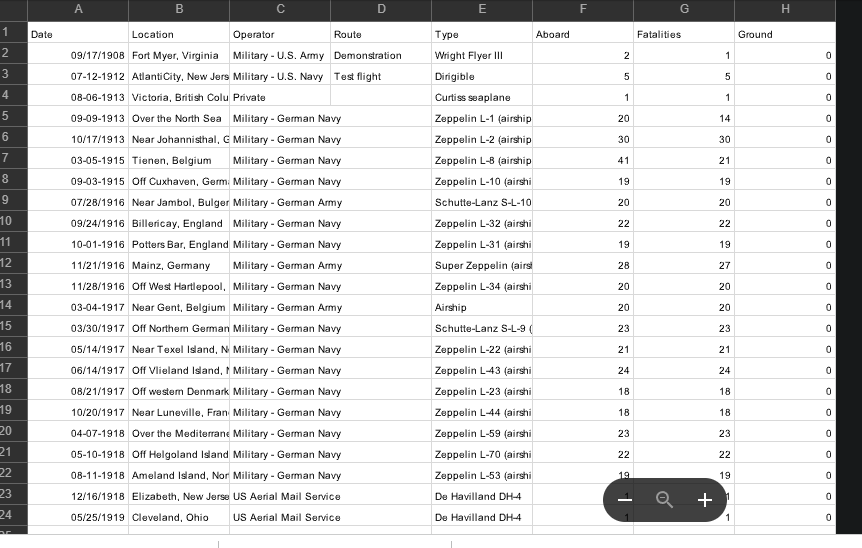 A B C D E F G H
1 Date Location Operator Route Type Aboard Fatalities Ground
2 09/17/1908 Fort Myer, Virginia Military - U.S. Army Demonstration Wright Flyer III 2 1 0
3 07-12-1912 AtlantiCity, New Jers Military - U.S. Navy Test flight Dirigible 5 5 0
4 08-06-1913 Victoria, British Colu Private Curtiss seaplane 1 1 0
5 09-09-1913 Over the North Sea Military - German Navy Zeppelin L-1 (airship 20 14 0
6 10/17/1913 Near Johannisthal, G Military - German Navy Zeppelin L-2 (airship 30 30 0
7 03-05-1915 Tienen, Belgium Military - German Navy Zeppelin L-8 (airship 41 21 0
8 09-03-1915 Off Cuxhaven, Germ Military - German Navy Zeppelin L-10 (airshi 19 19 0
9 07/28/1916 Near Jambol, Bulger Military - German Army Schutte-Lanz S-L-10 20 20 0
10 09/24/1916 Billericay, England Military - German Navy Zeppelin L-32 (airshi 22 22 0
11 10-01-1916 Potters Bar, England Military - German Navy Zeppelin L-31 (airshi 19 19 0
12 11/21/1916 Mainz, Germany Military - German Army Super Zeppelin (airs 28 27 0
13 11/28/1916 Off West Hartlepool, Military - German Navy Zeppelin L-34 (airshi 20 20 0
14 03-04-1917 Near Gent, Belgium Military - German Army Airship 20 20 0
15 03/30/1917 Off Northern German Military - German Navy Schutte-Lanz S-L-9 ( 23 23 0
16 05/14/1917 Near Texel Island, N Military - German Navy Zeppelin L-22 (airshi 21 21 0
17 06/14/1917 Off Vlieland Island, Military - German Navy Zeppelin L-43 (airshi 24 24 0
18 08/21/1917 Off western Denmark Military - German Navy Zeppelin L-23 (airshi 18 18 0
19 10/20/1917 Near Luneville, Fran Military - German Navy Zeppelin L-44 (airshi 18 18 0
20 04-07-1918 Over the Mediterrane Military - German Navy Zeppelin L-59 (airshi 23 23 0
21 05-10-1918 Off Helgoland Island Military - German Navy Zeppelin L-70 (airshi 22 22 0
22 08-11-1918 Ameland Island, Nor Military - German Navy Zeppelin L-53 (airshi 19 19 0
23 12/16/1918 Elizabeth, New Jerse US Aerial Mail Service De Havilland DH-4 1 1 0
24 05/25/1919 Cleveland, Ohio US Aerial Mail Service De Havilland DH-4 1 1 0